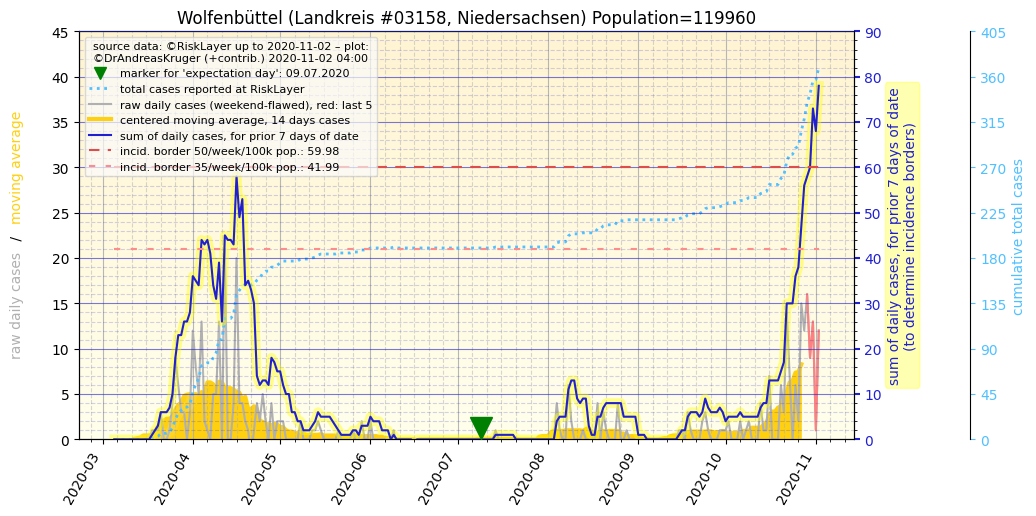 Wolfenbüttel (Landkreis #03158, Niedersachsen) Population=119960
source data: ©RiskLayer up to 2020-11-02 – plot:
©DrAndreasKruger (+contrib.) 2020-11-02 04:00
marker for 'expectation day': 09.07.2020
total cases reported at RiskLayer
raw daily cases (weekend-flawed), red: last 5
centered moving average, 14 days cases
sum of daily cases, for prior 7 days of date
incid. border 50/week/100k pop.: 59.98
incid. border 35/week/100k pop.: 41.99
raw daily cases / moving average
45
40
35
30
25
20
15
10
5
0
2020-03
2020-04
2020-05
2020-06
2020-07
2020-08
2020-09
2020-10
2020-11
90
80
70
60
50
40
30
20
10
0
sum of daily cases, for prior 7 days of date
(to determine incidence borders)
405
360
315
270
225
180
135
90
45
0
cumulative total cases